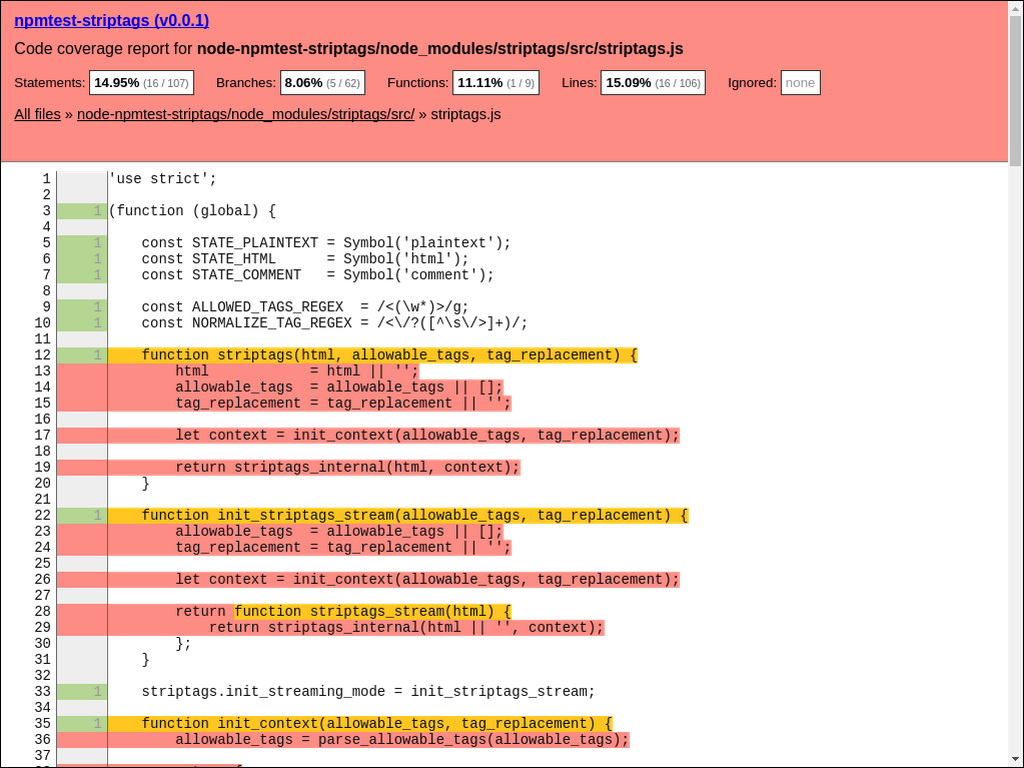 npmtest-striptags (v0.0.1)
Code coverage report for node-npmtest-striptags/node_modules/striptags/src/striptags.js
Statements: 14.95% (16 / 107) Branches: 8.06% (5 / 62) Functions: 11.11% (1 / 9) Lines: 15.09% (16 / 106) Ignored: none
All files » node-npmtest-striptags/node_modules/striptags/src/ » striptags.js
1 'use strict';
2
3 1 (function (global) {
4
5 1 const STATE_PLAINTEXT = Symbol('plaintext');
6 1 const STATE_HTML      = Symbol('html');
7 1 const STATE_COMMENT   = Symbol('comment');
8
9 1 const ALLOWED_TAGS_REGEX  = /<(\w*)>/g;
10 1 const NORMALIZE_TAG_REGEX = /<\/?([^\s\/>]+)/;
11
12 1 function striptags(html, allowable_tags, tag_replacement) {
13 html            = html || '';
14 allowable_tags  = allowable_tags || [];
15 tag_replacement = tag_replacement || '';
16
17 let context = init_context(allowable_tags, tag_replacement);
18
19 return striptags_internal(html, context);
20 }
21
22 1 function init_striptags_stream(allowable_tags, tag_replacement) {
23 allowable_tags  = allowable_tags || [];
24 tag_replacement = tag_replacement || '';
25
26 let context = init_context(allowable_tags, tag_replacement);
27
28 return function striptags_stream(html) {
29 return striptags_internal(html || '', context);
30 };
31 }
32
33 1 striptags.init_streaming_mode = init_striptags_stream;
34
35 1 function init_context(allowable_tags, tag_replacement) {
36 allowable_tags = parse_allowable_tags(allowable_tags);
37